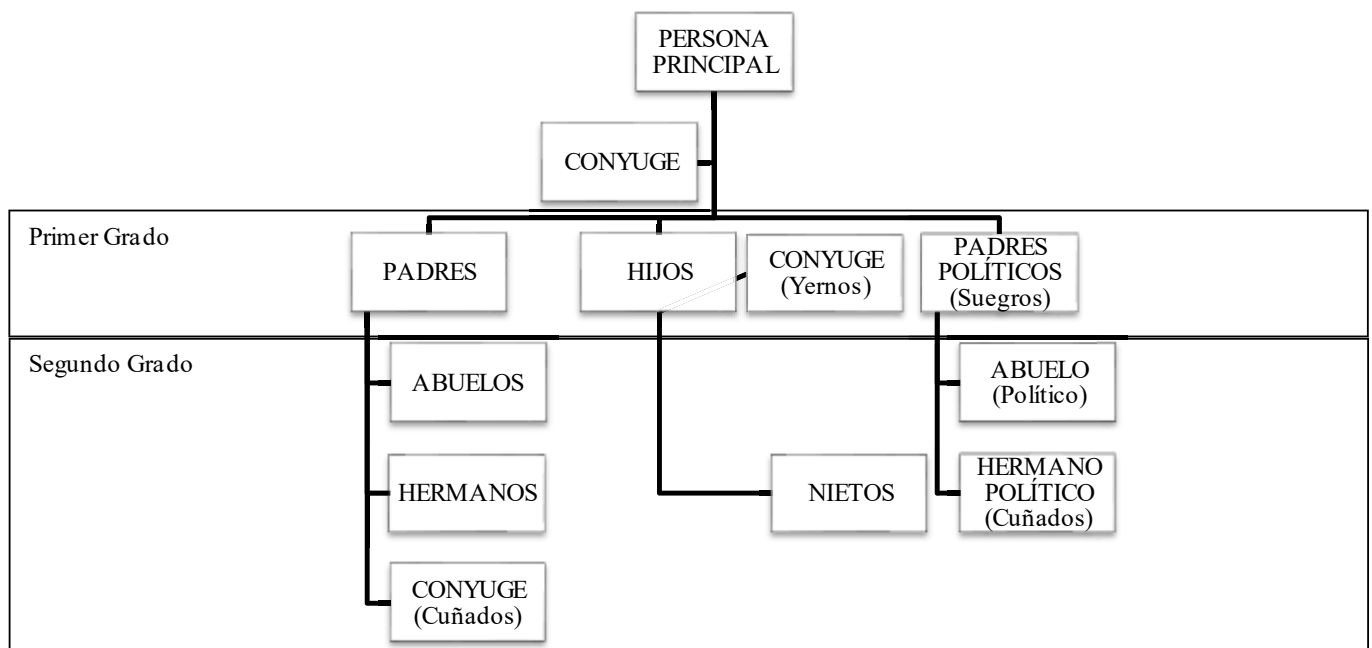 PERSONA
PRINCIPAL
CONYUGE
Primer Grado
PADRES
HIJOS
CONYUGE
(Yernos)
PADRES
POLÍTICOS
(Suegros)
Segundo Grado
ABUELOS
ABUELO
(Político)
HERMANOS
NIETOS
HERMANO
POLÍTICO
(Cuñados)
CONYUGE
(Cuñados)